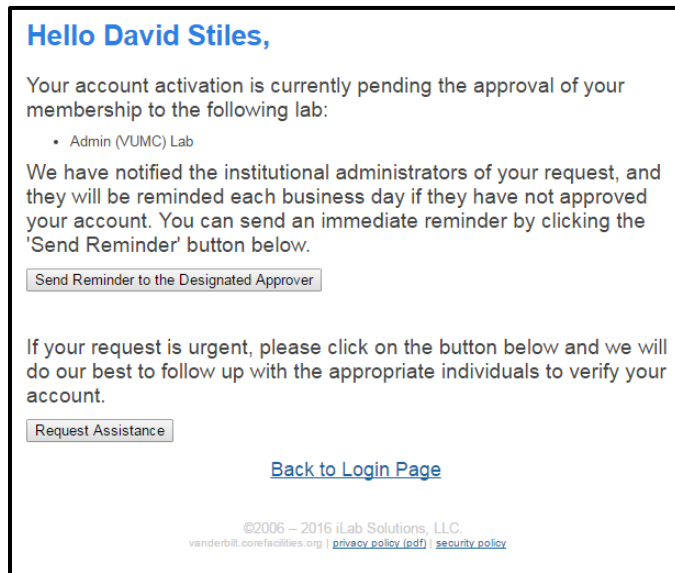 Hello David Stiles,
Your account activation is currently pending the approval of your
membership to the following lab:
• Admin (VUMC) Lab
We have notified the institutional administrators of your request, and
they will be reminded each business day if they have not approved
your account. You can send an immediate reminder by clicking the
'Send Reminder' button below.
Send Reminder to the Designated Approver
If your request is urgent, please click on the button below and we will
do our best to follow up with the appropriate individuals to verify your
account.
Request Assistance
Back to Login Page
©2006 – 2016 iLab Solutions, LLC.
vanderbilt.corefacilities.org | privacy policy (pdf) | security policy